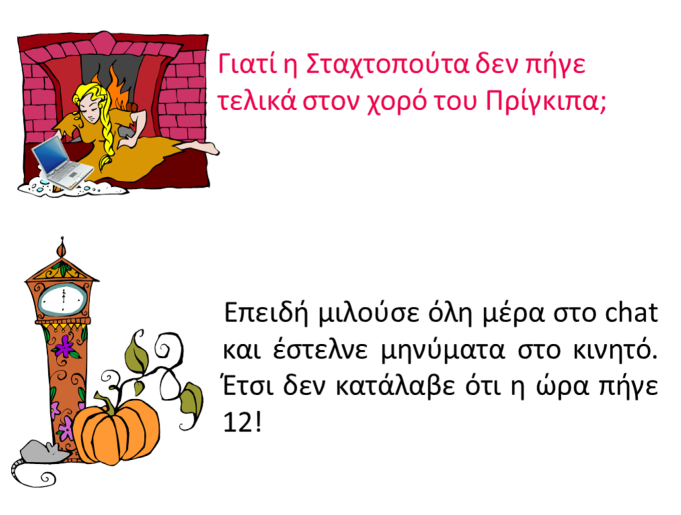 Γιατί η Σταχτοπούτα δεν πήγε
τελικά στον χορό του Πρίγκιπα;
Επειδή μιλούσε όλη μέρα στο chat
και έστελνε μηνύματα στο κινητό.
Έτσι δεν κατάλαβε ότι η ώρα πήγε
12!